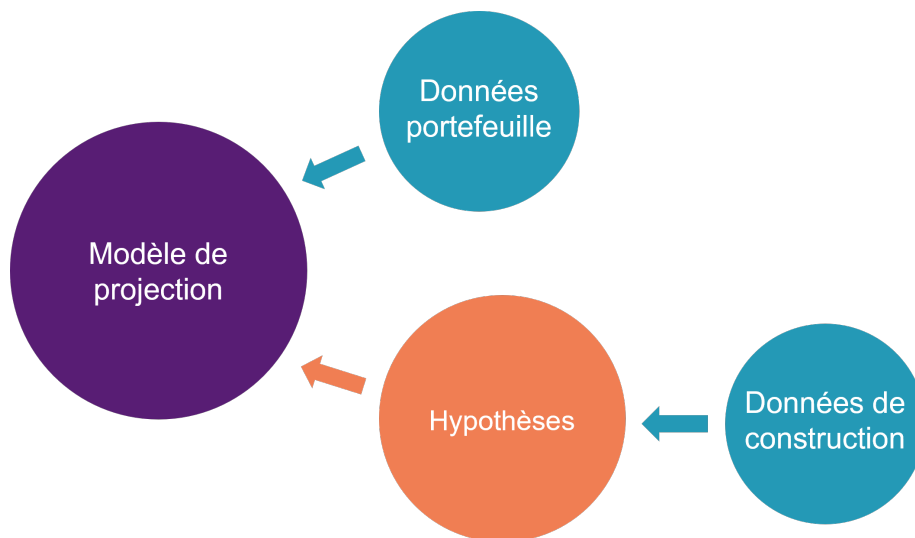 Données
portefeuille
Modèle de
projection
Hypothèses
Données de
construction